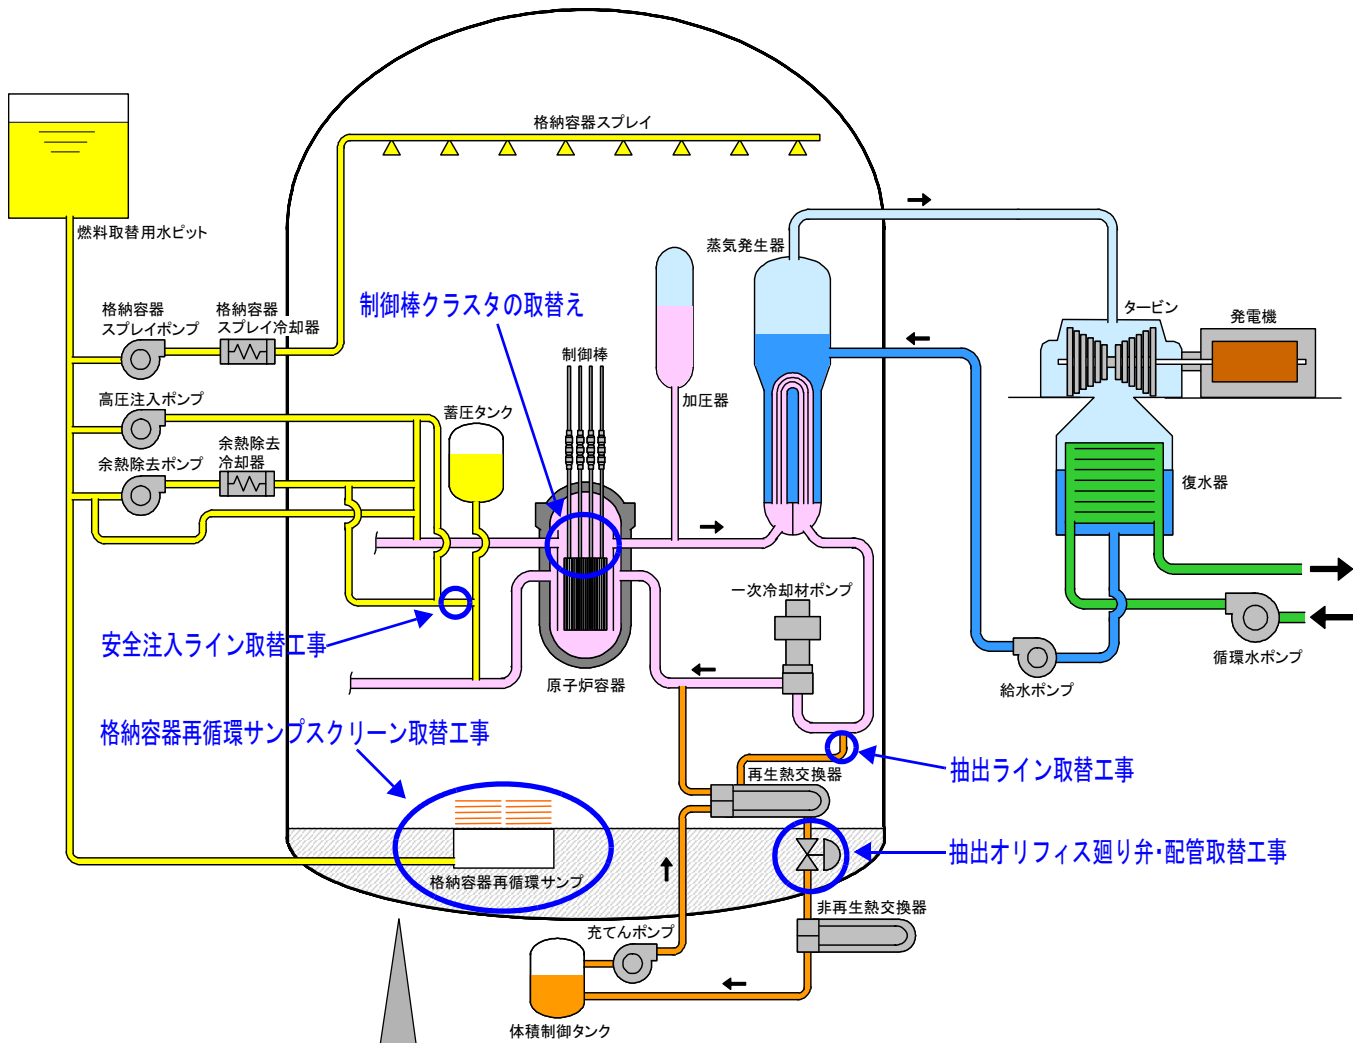 格納容器スプレイ
燃料取替用水ピット
蒸気発生器
制御棒クラスタの取替え
格納容器
スプレイポンプ
格納容器
スプレイ冷却器
タービン
発電機
制御棒
加圧器
高圧注入ポンプ
蓄圧タンク
余熱除去ポンプ
余熱除去
冷却器
復水器
一次冷却材ポンプ
安全注入ライン取替工事
原子炉容器
給水ポンプ
循環水ポンプ
格納容器再循環サンプスクリーン取替工事
再生熱交換器
抽出ライン取替工事
抽出オリフィス廻り弁・配管取替工事
格納容器再循環サンプ
非再生熱交換器
充てんポンプ
体積制御タンク